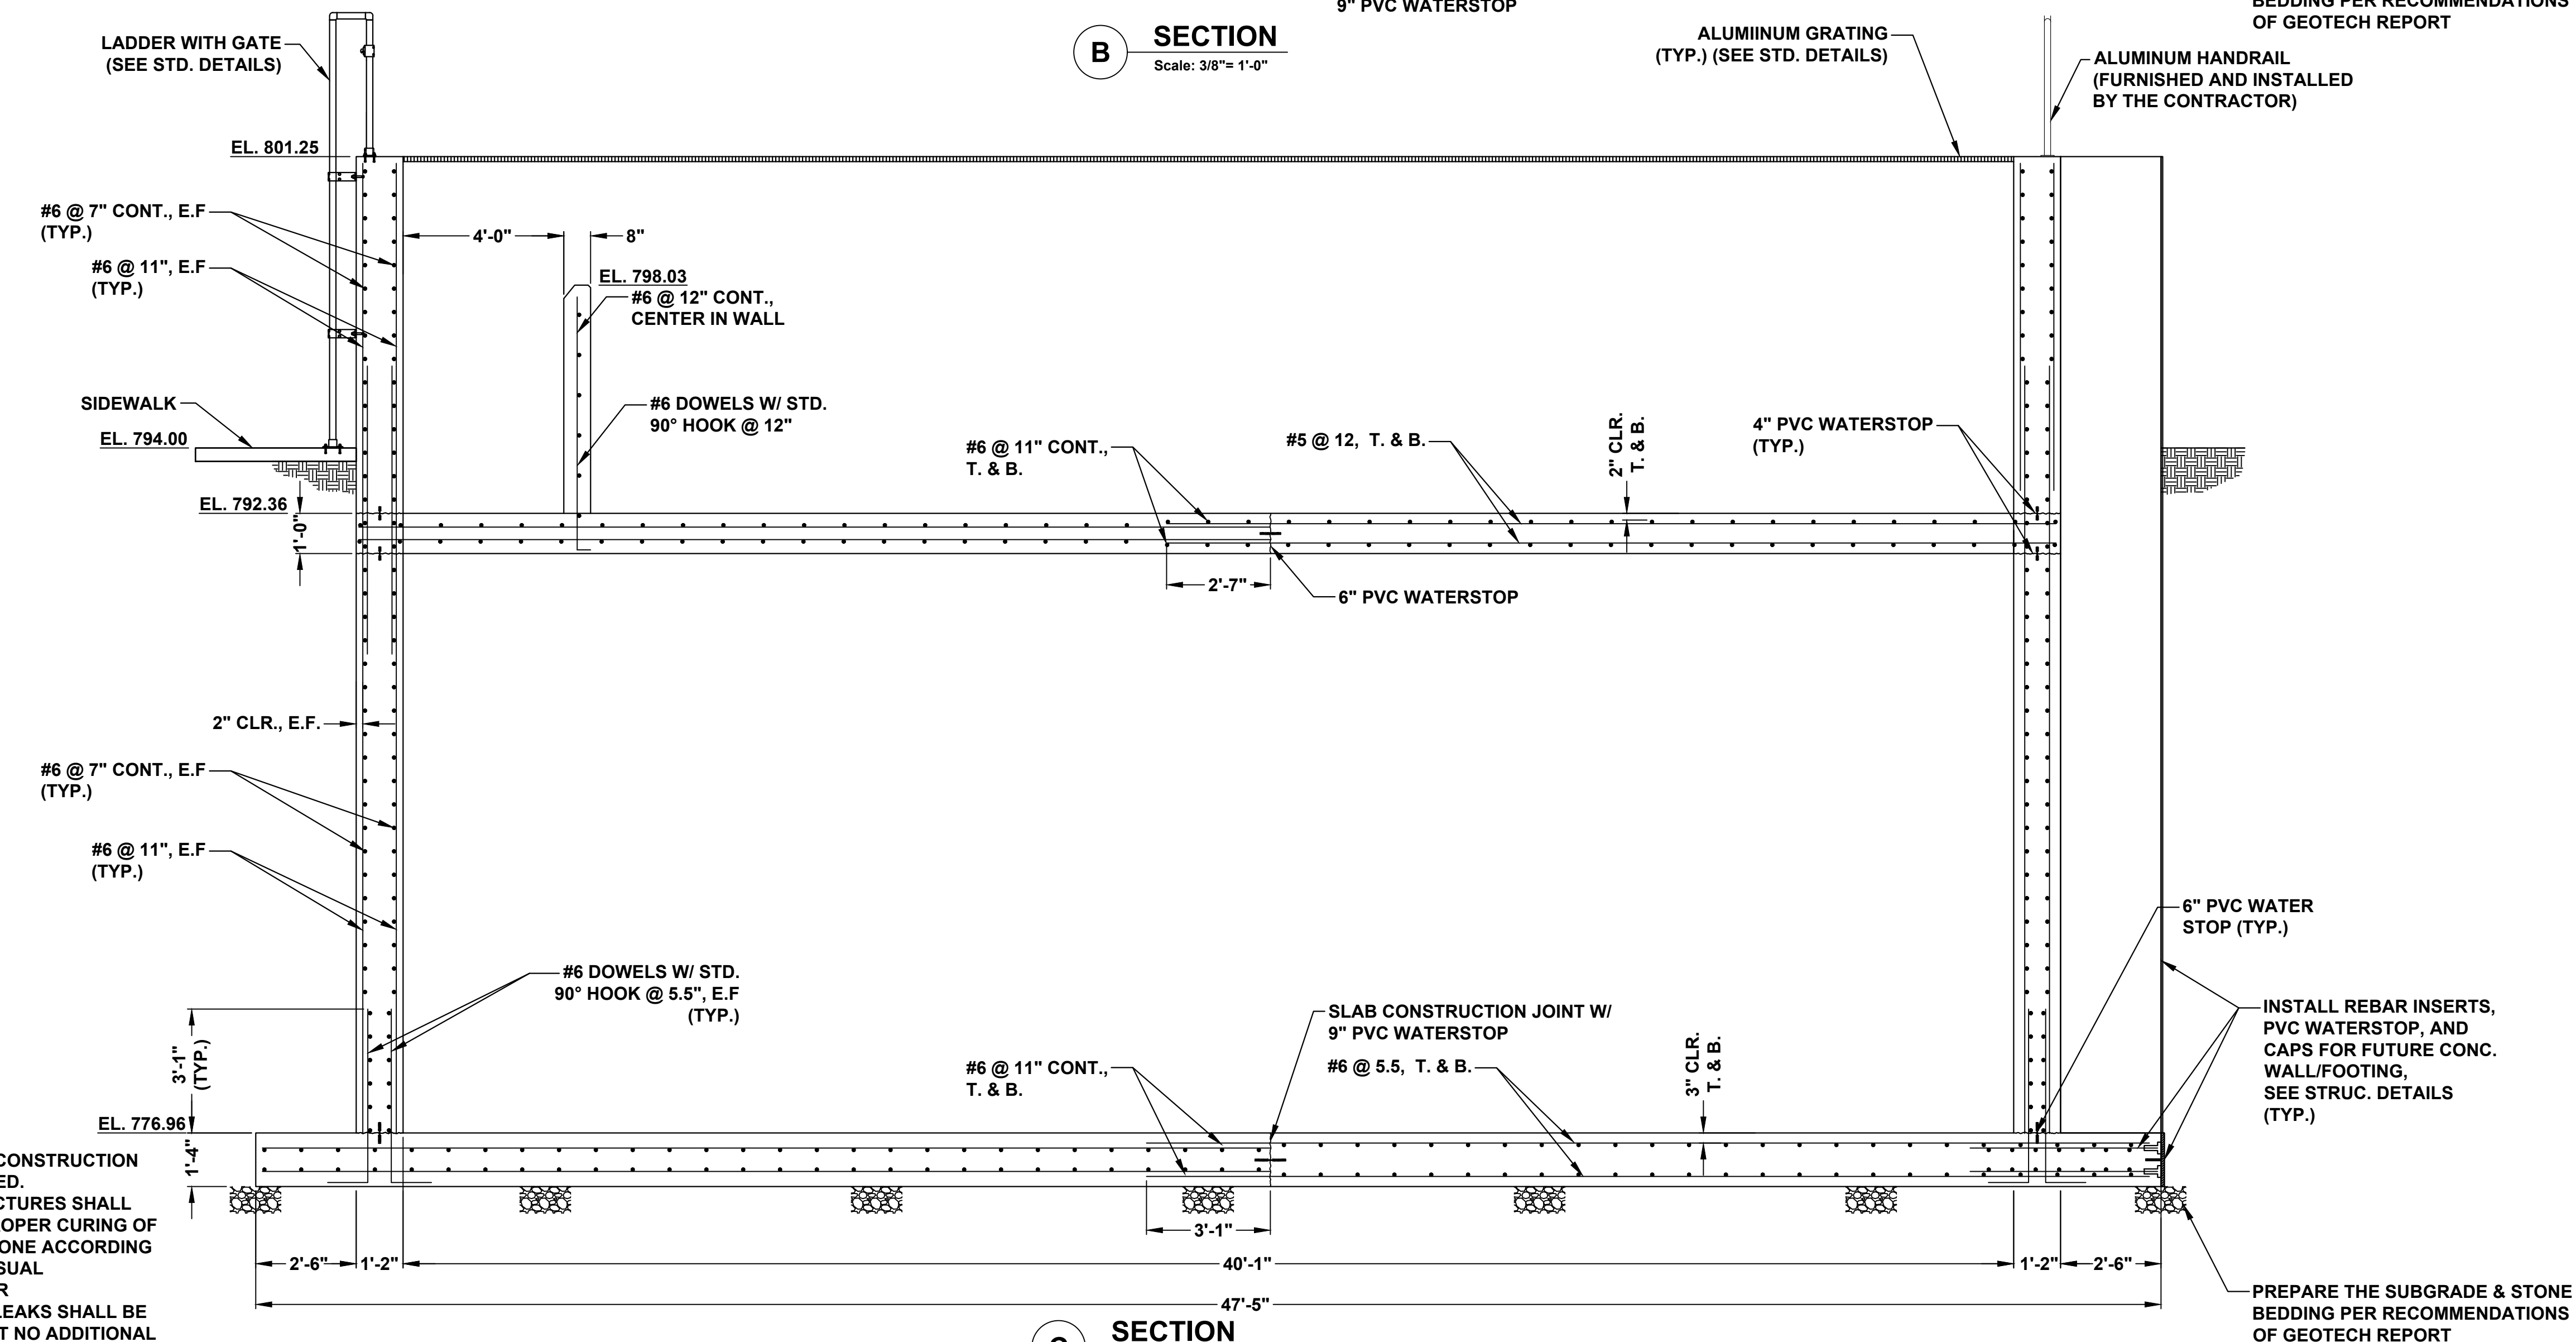 9" PVC WATERSTOP
BEDDING PER RECOMMENDATIONS
OF GEOTECH REPORT
B
SECTION
Scale: 3/8"= 1'-0"
LADDER WITH GATE
(SEE STD. DETAILS)
ALUMIINUM GRATING
(TYP.) (SEE STD. DETAILS)
ALUMINUM HANDRAIL
(FURNISHED AND INSTALLED
BY THE CONTRACTOR)
EL. 801.25
#6 @ 7" CONT., E.F
(TYP.)
#6 @ 11", E.F
(TYP.)
4'-0"
8"
EL. 798.03
#6 @ 12" CONT.,
CENTER IN WALL
SIDEWALK
EL. 794.00
#6 DOWELS W/ STD.
90° HOOK @ 12"
#6 @ 11" CONT.,
T. & B.
#5 @ 12, T. & B.
2" CLR.
T. & B.
4" PVC WATERSTOP
(TYP.)
EL. 792.36
1'-0"
2'-7"
6" PVC WATERSTOP
2" CLR., E.F.
#6 @ 7" CONT., E.F
(TYP.)
#6 @ 11", E.F
(TYP.)
6" PVC WATER
STOP (TYP.)
#6 DOWELS W/ STD.
90° HOOK @ 5.5", E.F
(TYP.)
SLAB CONSTRUCTION JOINT W/
9" PVC WATERSTOP
#6 @ 11" CONT.,
T. & B.
#6 @ 5.5, T. & B.
3" CLR.
T. & B.
INSTALL REBAR INSERTS,
PVC WATERSTOP, AND
CAPS FOR FUTURE CONC.
WALL/FOOTING,
SEE STRUC. DETAILS
(TYP.)
3'-1"
(TYP.)
EL. 776.96
1'-4"
CONSTRUCTION
ED.
CTURES SHALL
OPER CURING OF
ONE ACCORDING
SUAL
R
LEAKS SHALL BE
T NO ADDITIONAL
3'-1"
2'-6"
1'-2"
40'-1"
1'-2"
2'-6"
47'-5"
PREPARE THE SUBGRADE & STONE
BEDDING PER RECOMMENDATIONS
OF GEOTECH REPORT
SECTION